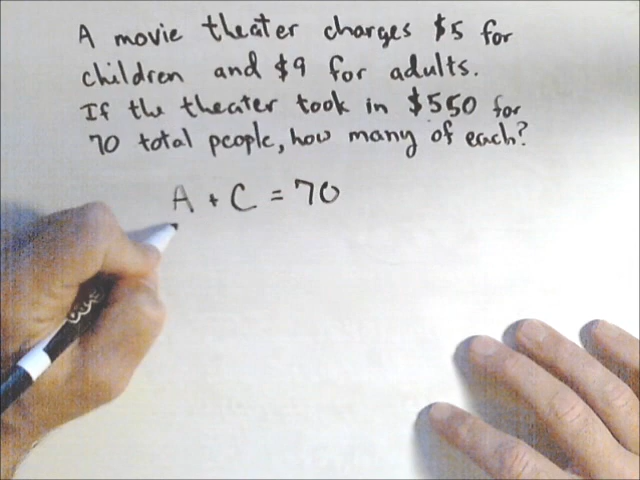 A movie theater charges $5 for
children and $9 for adults.
If the theater took in $550 for
70 total people, how many of each?
A + C = 70